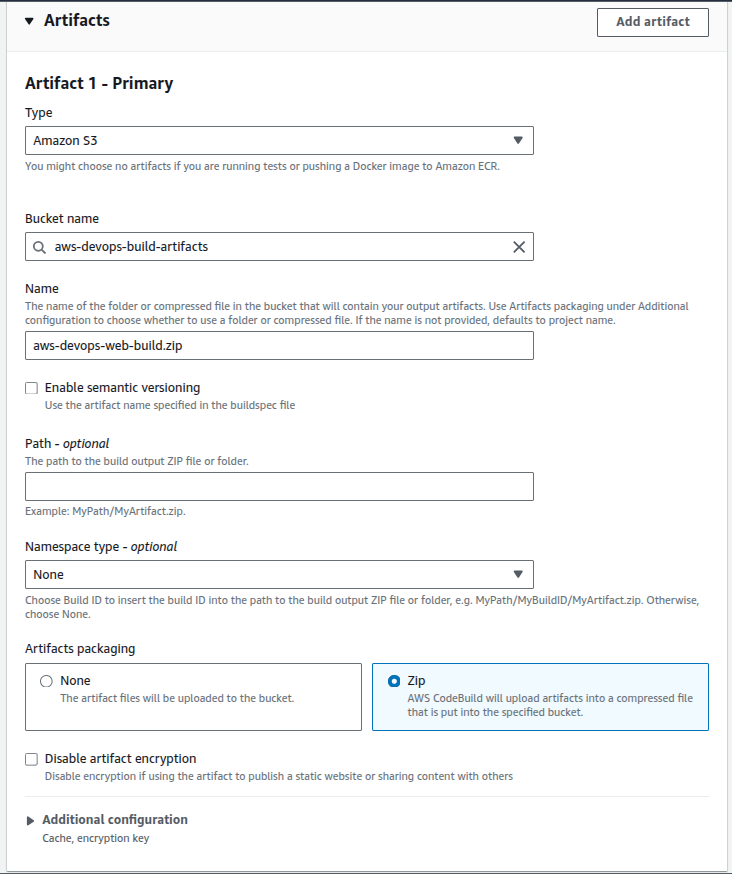 Artifacts
Add artifact
Artifact 1 - Primary
Type
Amazon S3
You might choose no artifacts if you are running tests or pushing a Docker image to Amazon ECR.
Bucket name
aws-devops-build-artifacts
Name
The name of the folder or compressed file in the bucket that will contain your output artifacts. Use Artifacts packaging under Additional
configuration to choose whether to use a folder or compressed file. If the name is not provided, defaults to project name.
aws-devops-web-build.zip
Enable semantic versioning
Use the artifact name specified in the buildspec file
Path - optional
The path to the build output ZIP file or folder.
Example: MyPath/MyArtifact.zip.
Namespace type - optional
None
Choose Build ID to insert the build ID into the path to the build output ZIP file or folder, e.g. MyPath/MyBuildID/MyArtifact.zip. Otherwise,
choose None.
Artifacts packaging
None
The artifact files will be uploaded to the bucket.
Zip
AWS CodeBuild will upload artifacts into a compressed file
that is put into the specified bucket.
Disable artifact encryption
Disable encryption if using the artifact to publish a static website or sharing content with others
Additional configuration
Cache, encryption key